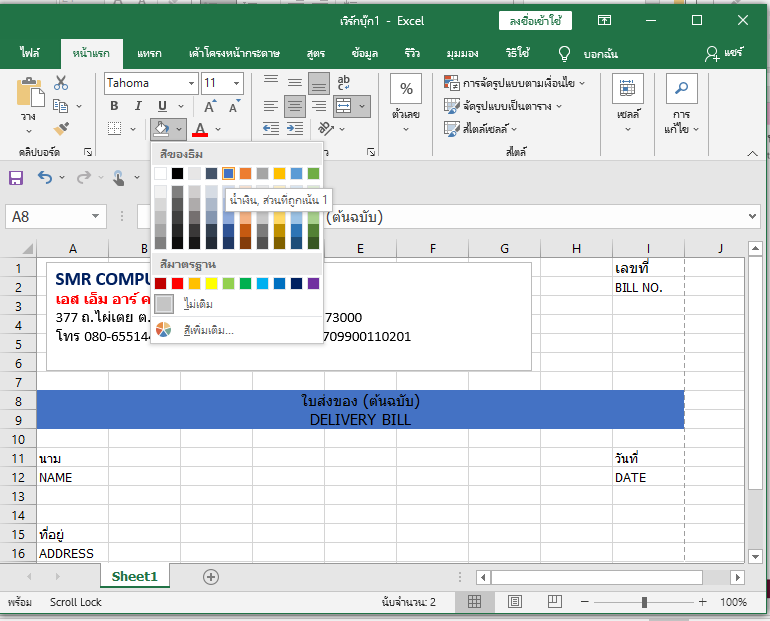 เวิร์กบุ๊ก1 - Excel
ลงชื่อเข้าใช้
ไฟล์ หน้าแรก แทรก เค้าโครงหน้ากระดาษ สูตร ข้อมูล รีวิว มุมมอง วิธีใช้ บอกฉัน แชร์
วาง
คลิปบอร์ด
Tahoma 11
B I U
A A A
ab
%
ตัวเลข
การจัดรูปแบบตามเงื่อนไข
จัดรูปแบบเป็นตาราง
สไตล์เซลล์
สไตล์
เซลล์
การ
แก้ไข
สีของธีม
น้ำเงิน, ส่วนที่ถูกเน้น 1
สีมาตรฐาน
ไม่เติม
สีเพิ่มเติม...
A8
(ต้นฉบับ)
A B E F G H I J
1 เลขที่
2 SMR COMPU BILL NO.
3 เอส เอ็ม อาร์ ค
4 377 ถ.ไผ่เตย ต. 73000
5 โทร 080-65514 709900110201
6
7
8 ใบส่งของ (ต้นฉบับ)
9 DELIVERY BILL
10
11 นาม วันที่
12 NAME DATE
13
14
15 ที่อยู่
16 ADDRESS
Sheet1
พร้อม Scroll Lock นับจำนวน: 2 100%